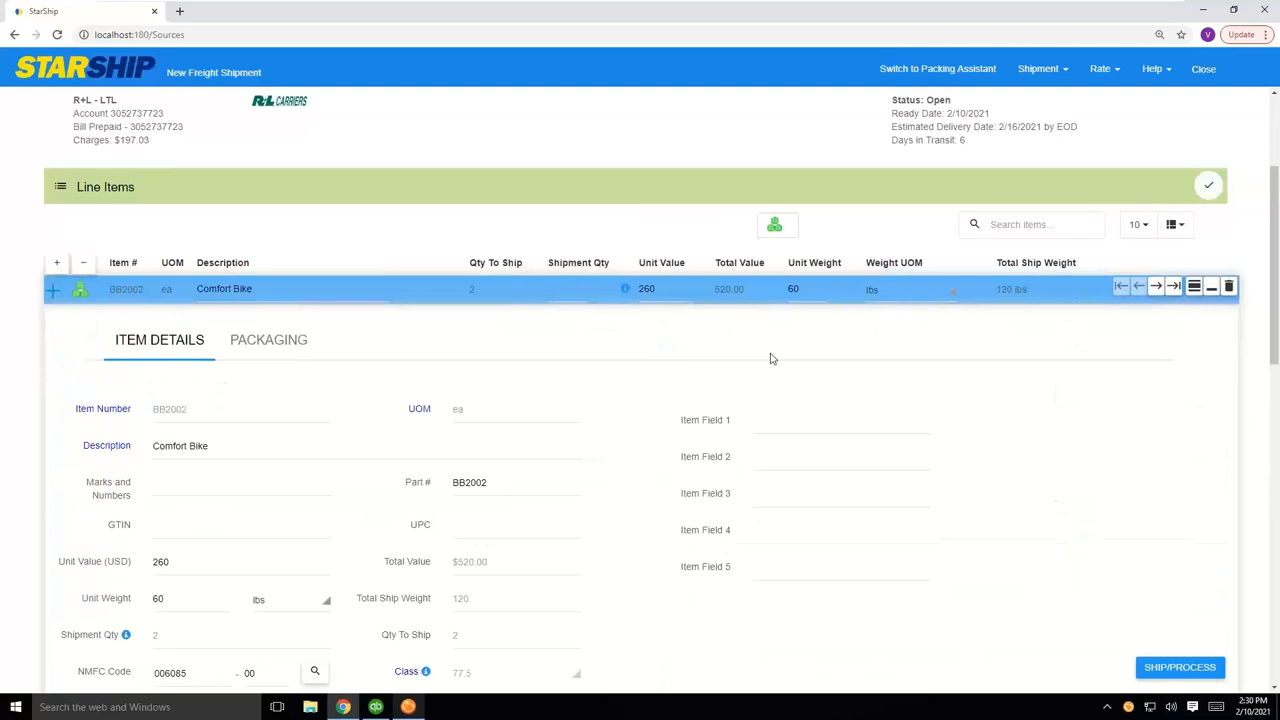 StarShip
localhost:180/Sources
V
Update
STARSHIP New Freight Shipment Switch to Packing Assistant Shipment Rate Help Close
R+L - LTL R+L CARRIERS Status: Open
Account 3052737723 Ready Date: 2/10/2021
Bill Prepaid - 3052737723 Estimated Delivery Date: 2/16/2021 by EOD
Charges: $197.03 Days in Transit: 6
Line Items
Search items... 10
+ - Item # UOM Description Qty To Ship Shipment Qty Unit Value Total Value Unit Weight Weight UOM Total Ship Weight
BB2002 ea Comfort Bike 2 260 520.00 60 lbs 120 lbs
ITEM DETAILS PACKAGING
Item Number BB2002 UOM ea Item Field 1
Description Comfort Bike Item Field 2
Marks and Numbers Part # BB2002 Item Field 3
GTIN UPC Item Field 4
Unit Value (USD) 260 Total Value $520.00 Item Field 5
Unit Weight 60 lbs Total Ship Weight 120
Shipment Qty 2 Qty To Ship 2
NMFC Code 006085 - 00 Class 77.5
SHIP/PROCESS
Type here to search Words and Windows
2:30 PM
2/10/2021